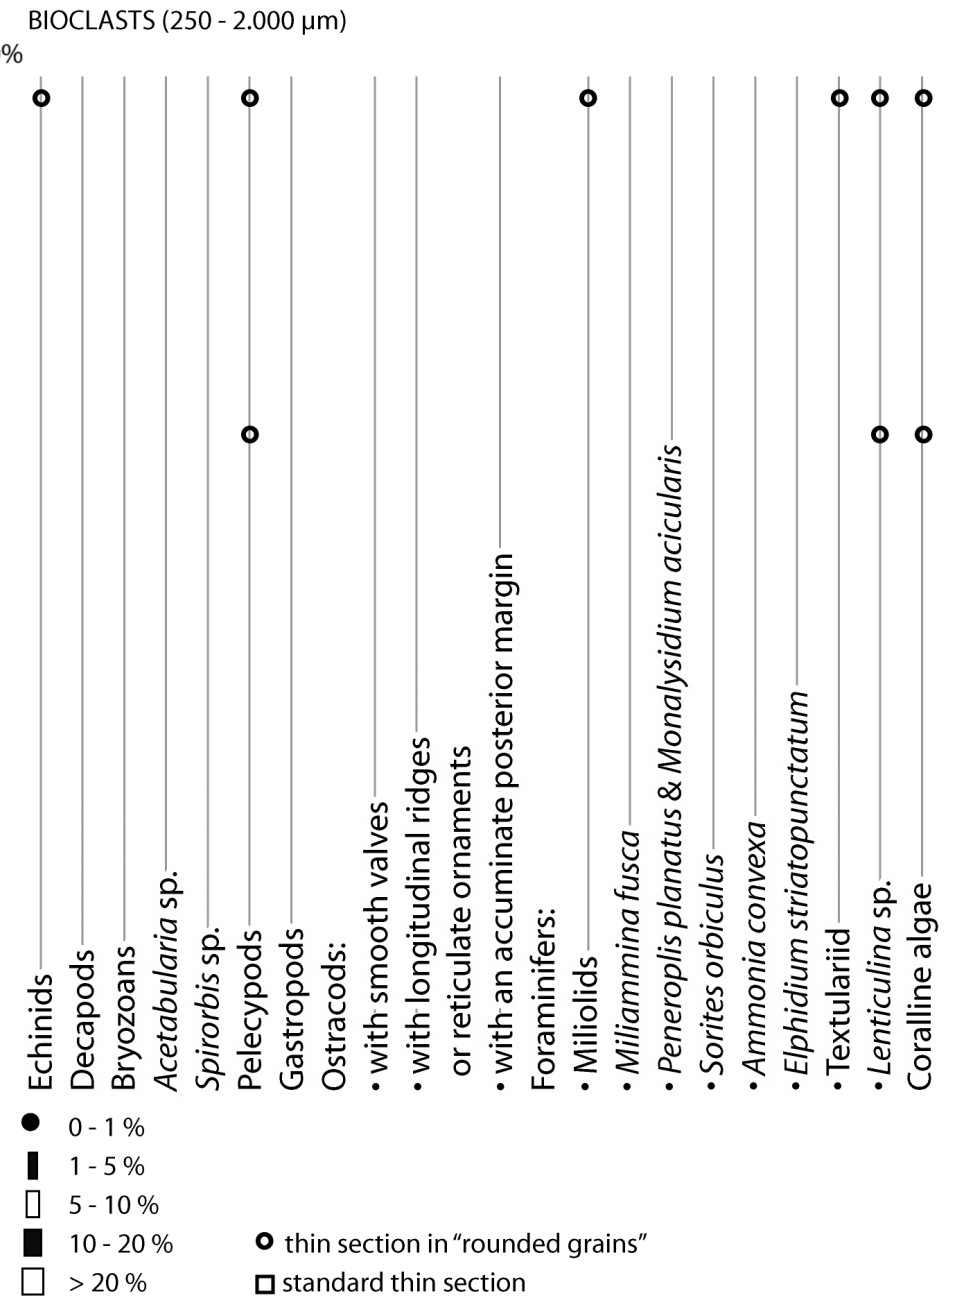 BIOCLASTS (250 - 2.000 µm)
%
Echinids
Decapods
Bryozoans
Acetabularia sp.
Spirorbis sp.
Pelecypods
Gastropods
Ostracods:
• with smooth valves
• with longitudinal ridges
or reticulate ornaments
• with an accuminate posterior margin
Foraminifers:
• Miliolids
• Miliammina fusca
• Peneroplis planatus & Monalysidium acicularis
• Sorites orbiculus
• Ammonia convexa
• Elphidium striatopunctatum
• Textulariid
• Lenticulina sp.
Coralline algae
0 - 1 %
1 - 5 %
5 - 10 %
10 - 20 %
> 20 %
thin section in “rounded grains”
standard thin section